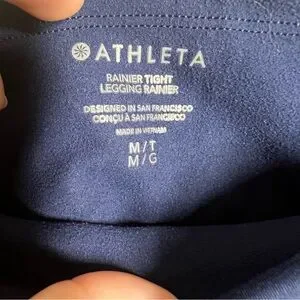 ATHLETA
RAINIER TIGHT
LEGGING RAINIER
DESIGNED IN SAN FRANCISCO
CONÇU À SAN FRANCISCO
MADE IN VIETNAM
M/T
M/G